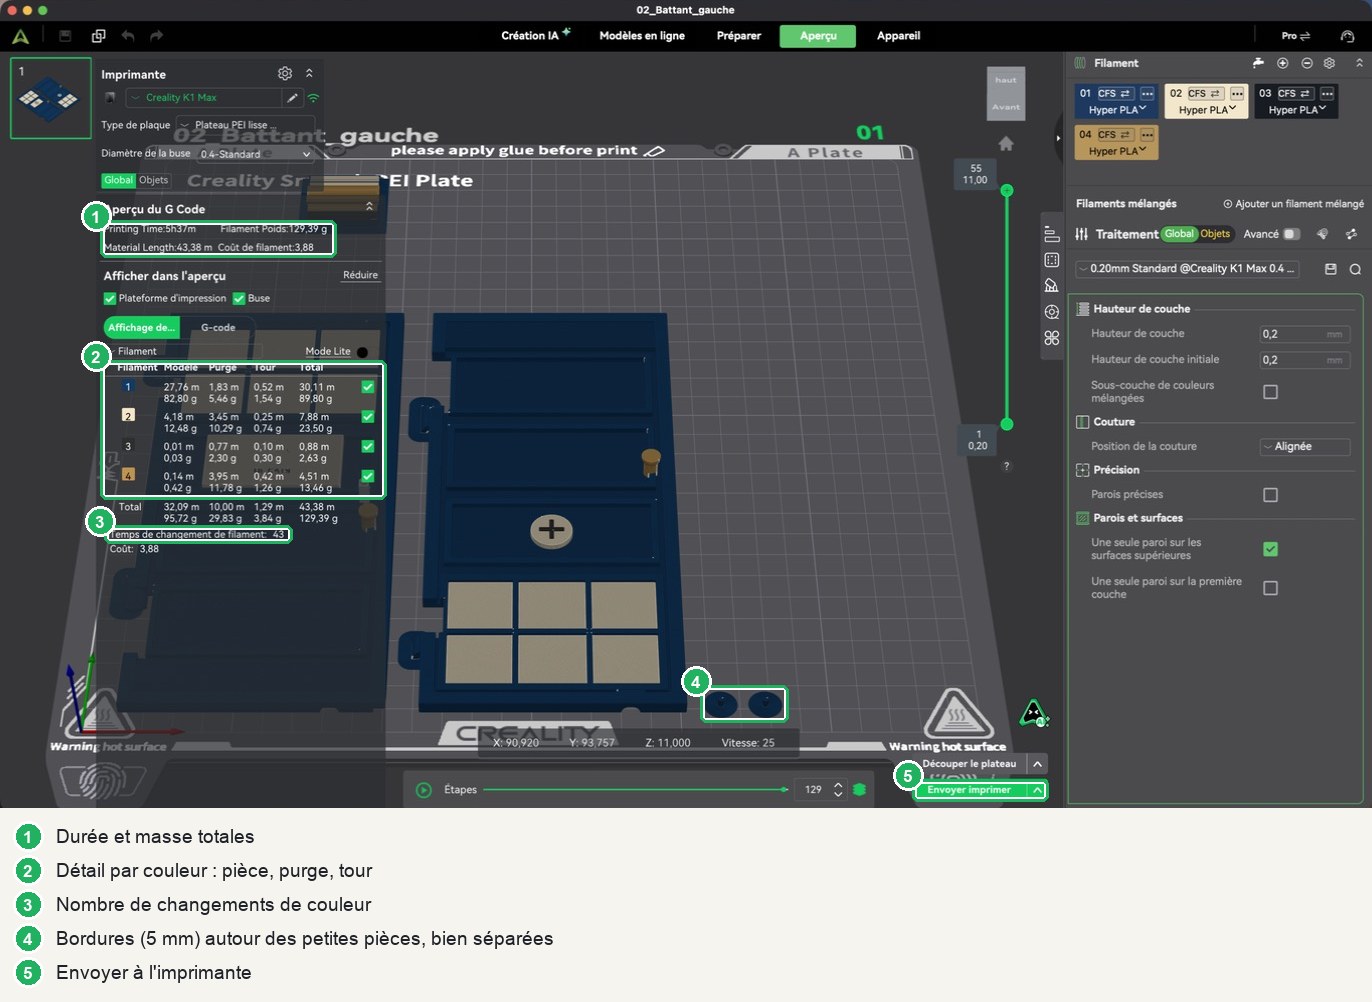 02_Battant_gauche
Création IA
Modèles en ligne
Préparer
Aperçu
Appareil
Pro
1
Imprimante
Creality K1 Max
Type de plaque
Plateau PEI lisse ...
Diamètre de la buse
0.4-Standard
Global
Objets
02_Battant_gauche
please apply glue before print
01
A Plate
Creality
PEI Plate
haut
Avant
1
Aperçu du G Code
Printing Time:5h37m
Filament Poids:129,39 g
Material Length:43,38 m
Coût de filament:3,88
Afficher dans l'aperçu
Réduire
Plateforme d'impression
Buse
Affichage de...
G-code
2
Filament
Mode Lite
Filament Modèle Purge Tour Total
1 27,76 m 1,83 m 0,52 m 30,11 m
82,80 g 5,46 g 1,54 g 89,80 g
2 4,18 m 3,45 m 0,25 m 7,88 m
12,48 g 10,29 g 0,74 g 23,50 g
3 0,01 m 0,77 m 0,10 m 0,88 m
0,03 g 2,30 g 0,30 g 2,63 g
4 0,14 m 3,95 m 0,42 m 4,51 m
0,42 g 11,78 g 1,26 g 13,46 g
Total 32,09 m 10,00 m 1,29 m 43,38 m
95,72 g 29,83 g 3,84 g 129,39 g
3
Temps de changement de filament: 43
Coût: 3,88
55
11,00
1
0,20
?
4
Warning hot surface
CREALITY
Warning hot surface
X: 90,920
Y: 93,757
Z: 11,000
Vitesse: 25
Étapes
129
Découper le plateau
5
Envoyer imprimer
Filament
01 CFS
Hyper PLA
02 CFS
Hyper PLA
03 CFS
Hyper PLA
04 CFS
Hyper PLA
Filaments mélangés
Ajouter un filament mélangé
Traitement
Global
Objets
Avancé
0.20mm Standard @Creality K1 Max 0.4 ...
Hauteur de couche
Hauteur de couche 0,2 mm
Hauteur de couche initiale 0,2 mm
Sous-couche de couleurs
mélangées
Couture
Position de la couture
Alignée
Précision
Parois précises
Parois et surfaces
Une seule paroi sur les
surfaces supérieures
Une seule paroi sur la première
couche
1 Durée et masse totales
2 Détail par couleur : pièce, purge, tour
3 Nombre de changements de couleur
4 Bordures (5 mm) autour des petites pièces, bien séparées
5 Envoyer à l'imprimante